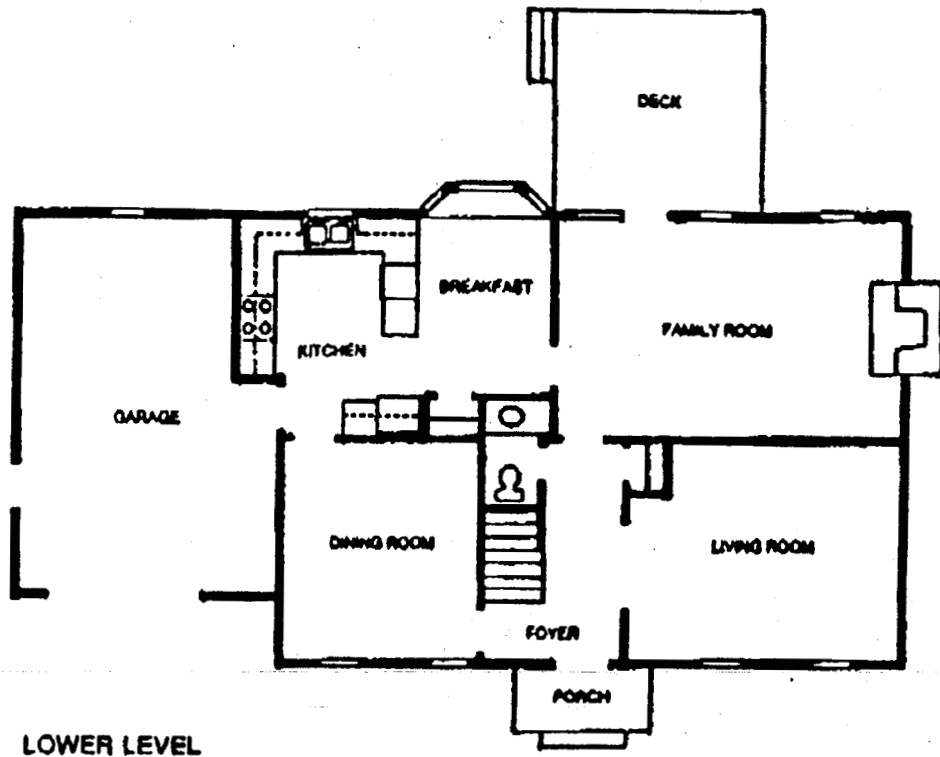 DECK
BREAKFAST
FAMILY ROOM
KITCHEN
GARAGE
DINING ROOM
LIVING ROOM
FOYER
PORCH
LOWER LEVEL